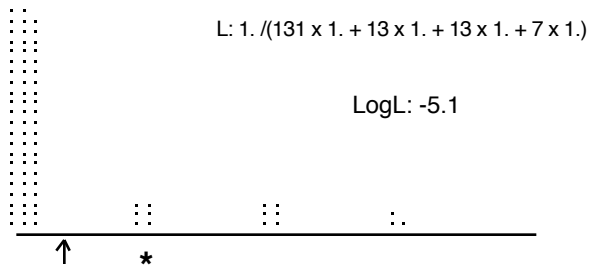 L: 1. /(131 x 1. + 13 x 1. + 13 x 1. + 7 x 1.)
LogL: -5.1
*